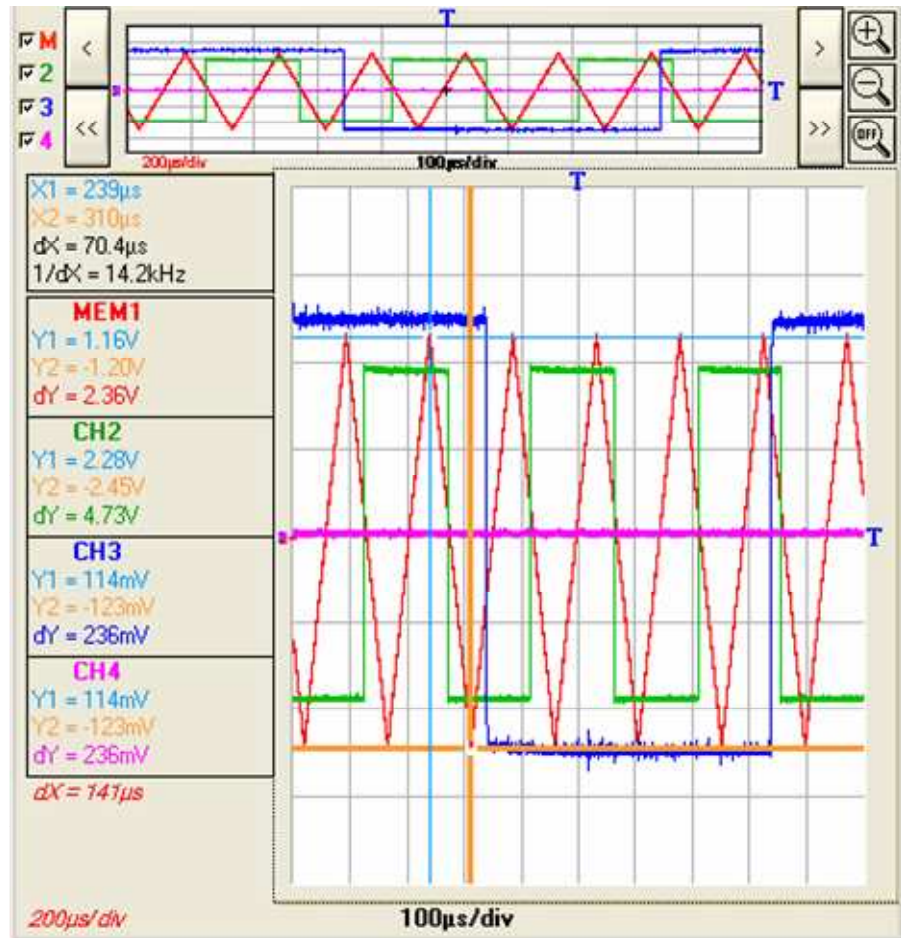 T
M
2
3
4
<
<<
>
>>
OFF
T
200µs/div
100µs/div
X1 = 239µs
X2 = 310µs
dX = 70.4µs
1/dX = 14.2kHz
MEM1
Y1 = 1.16V
Y2 = -1.20V
dY = 2.36V
CH2
Y1 = 2.28V
Y2 = -2.45V
dY = 4.73V
CH3
Y1 = 114mV
Y2 = -123mV
dY = 236mV
CH4
Y1 = 114mV
Y2 = -123mV
dY = 236mV
dX = 141µs
T
T
200µs/div
100µs/div